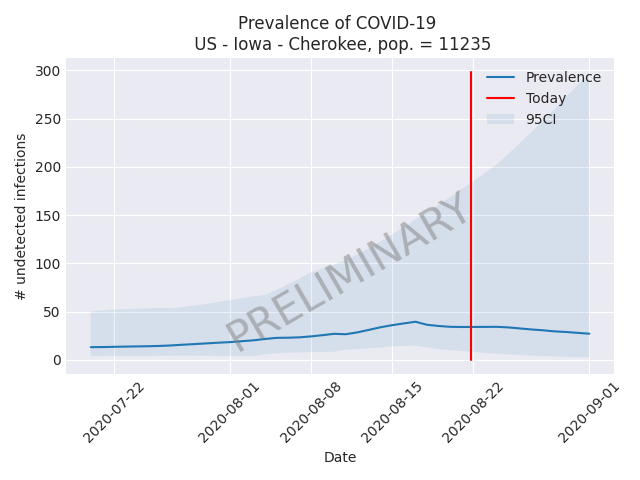 Prevalence of COVID-19
US - Iowa - Cherokee, pop. = 11235
300
250
200
150
100
50
0
# undetected infections
Prevalence
Today
95CI
PRELIMINARY
2020-07-22
2020-08-01
2020-08-08
2020-08-15
2020-08-22
2020-09-01
Date